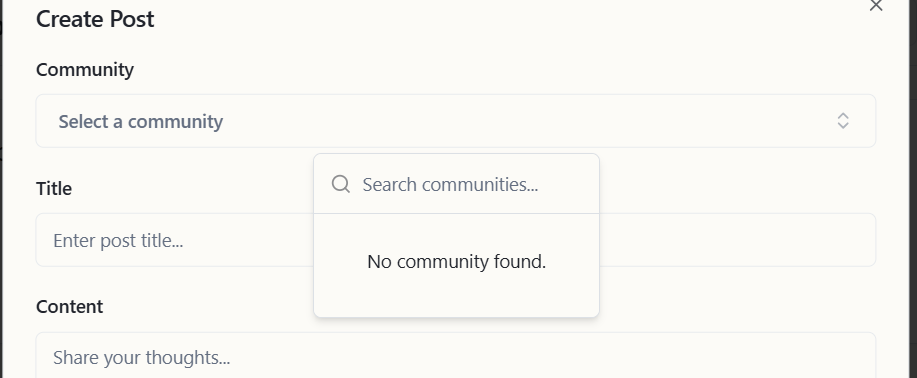 Create Post
Community
Select a community
Search communities...
Title
Enter post title...
No community found.
Content
Share your thoughts...